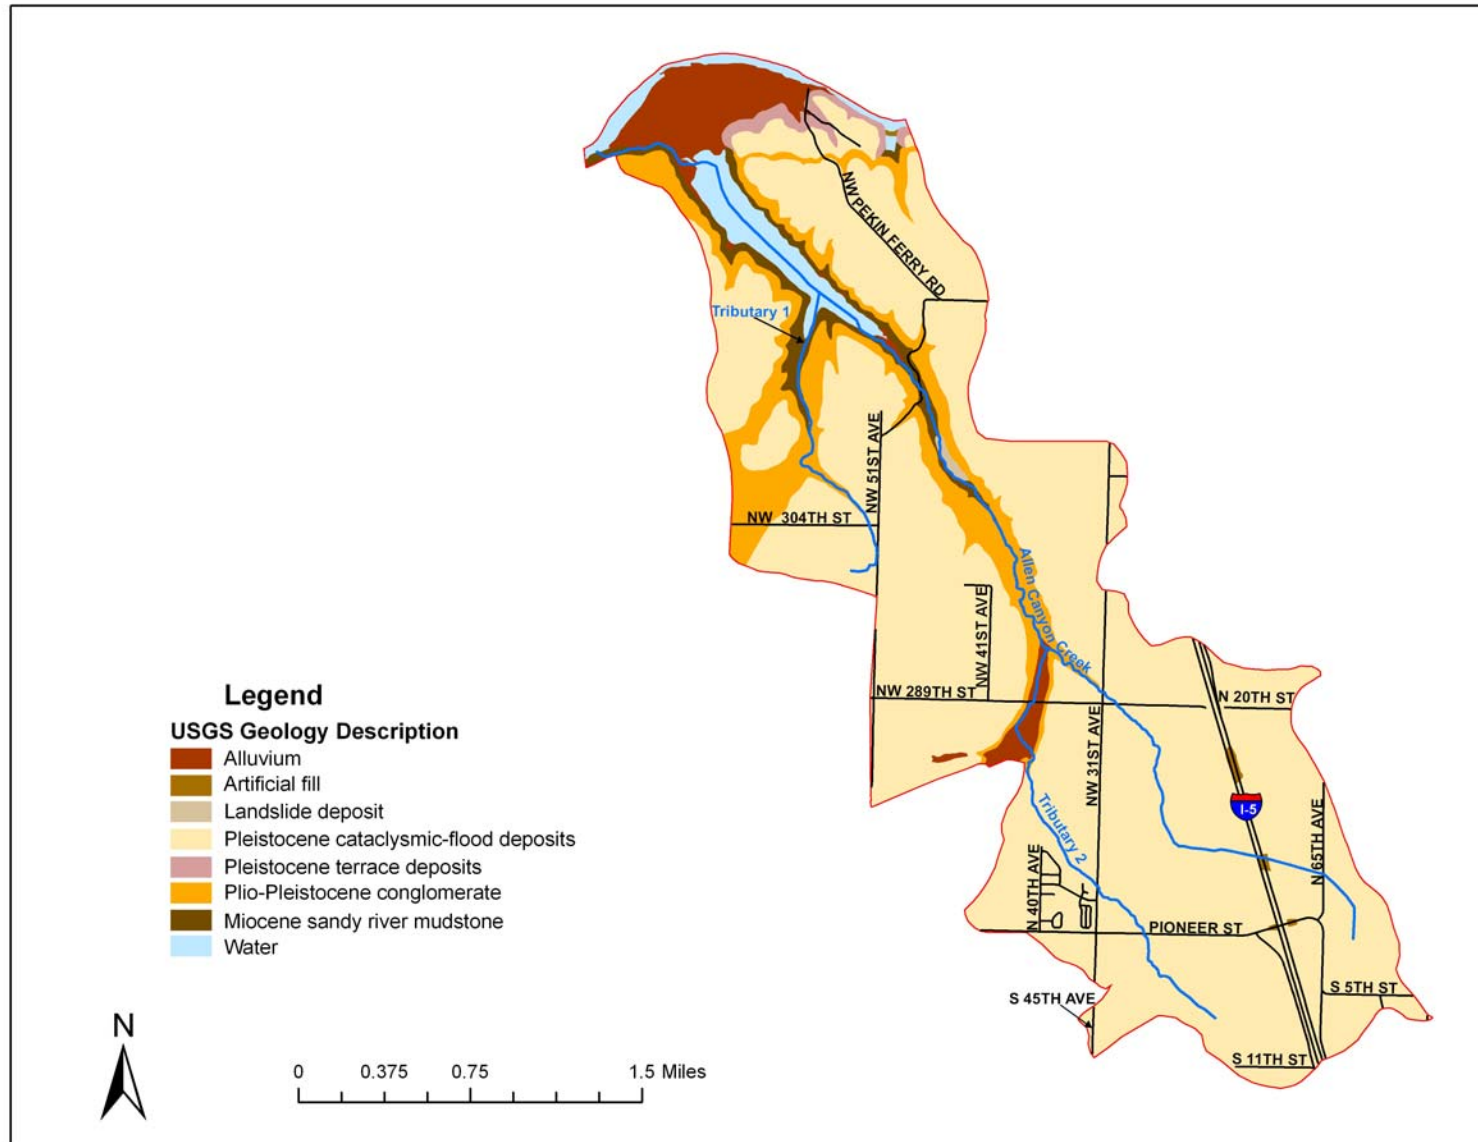 NW PEKIN FERRY RD
Tributary 1
NW 51ST AVE
NW 304TH ST
Allen Canyon Creek
NW 41ST AVE
NW 289TH ST
N 20TH ST
NW 31ST AVE
I-5
Tributary 2
N 65TH AVE
N 40TH AVE
PIONEER ST
S 45TH AVE
S 5TH ST
S 11TH ST
Legend
USGS Geology Description
Alluvium
Artificial fill
Landslide deposit
Pleistocene cataclysmic-flood deposits
Pleistocene terrace deposits
Plio-Pleistocene conglomerate
Miocene sandy river mudstone
Water
N
0 0.375 0.75 1.5 Miles